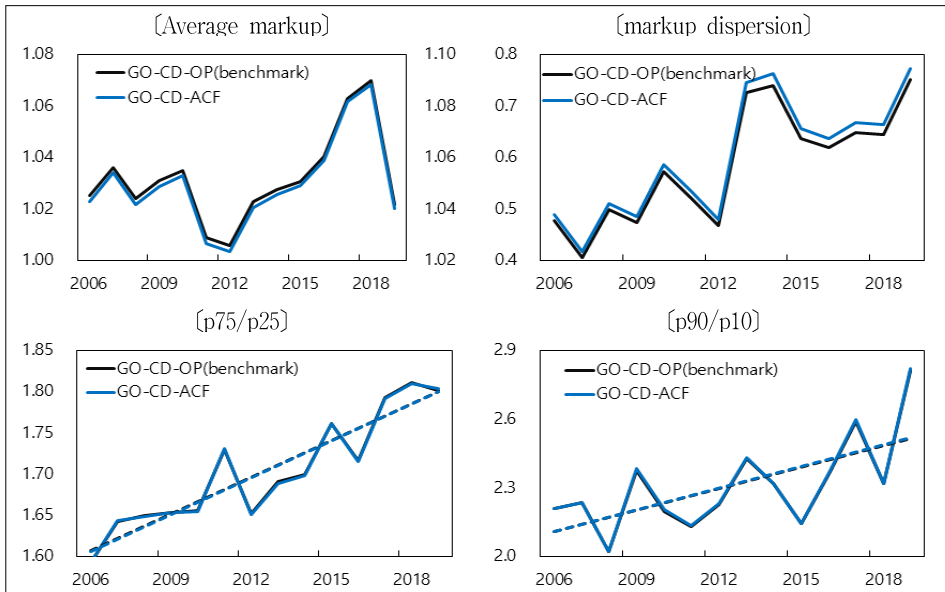 〔Average markup〕
1.08
1.06
1.04
1.02
1.00
1.10
1.08
1.06
1.04
1.02
GO-CD-OP(benchmark)
GO-CD-ACF
2006 2009 2012 2015 2018
〔markup dispersion〕
0.8
0.7
0.6
0.5
0.4
GO-CD-OP(benchmark)
GO-CD-ACF
2006 2009 2012 2015 2018
〔p75/p25〕
1.85
1.80
1.75
1.70
1.65
1.60
GO-CD-OP(benchmark)
GO-CD-ACF
2006 2009 2012 2015 2018
〔p90/p10〕
2.9
2.6
2.3
2.0
GO-CD-OP(benchmark)
GO-CD-ACF
2006 2009 2012 2015 2018